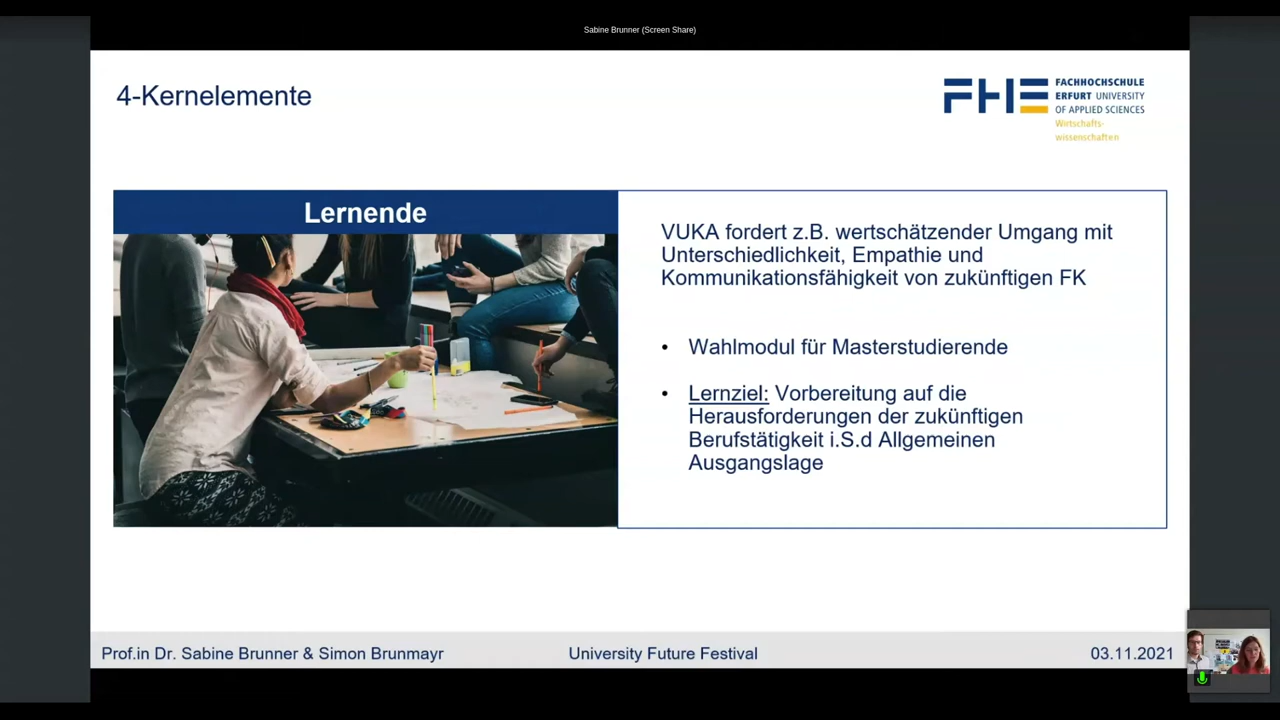 Sabine Brunner (Screen Share)
4-Kernelemente
FACHHOCHSCHULE
ERFURT UNIVERSITY
OF APPLIED SCIENCES
Wirtschafts-
wissenschaften
Lernende
VUKA fordert z.B. wertschätzender Umgang mit
Unterschiedlichkeit, Empathie und
Kommunikationsfähigkeit von zukünftigen FK
• Wahlmodul für Masterstudierende
• Lernziel: Vorbereitung auf die
Herausforderungen der zukünftigen
Berufstätigkeit i.S.d Allgemeinen
Ausgangslage
Prof.in Dr. Sabine Brunner & Simon Brunmayr
University Future Festival
03.11.2021